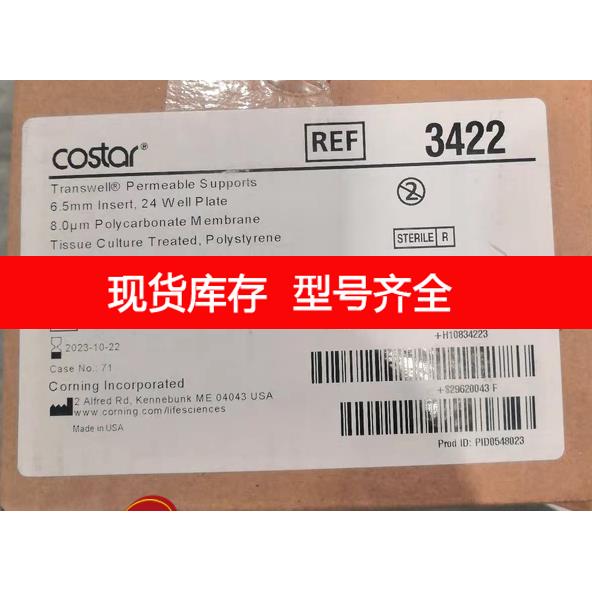 costar®
REF 3422
Transwell® Permeable Supports
6.5mm Insert, 24 Well Plate
8.0µm Polycarbonate Membrane
Tissue Culture Treated, Polystyrene
2
STERILE R
现货库存 型号齐全
+H10834223
2023-10-22
Case No.: 71
+S29620043 F
Corning Incorporated
2 Alfred Rd, Kennebunk ME 04043 USA
www.corning.com/lifesciences
Made in USA
Prod ID: PID0548023